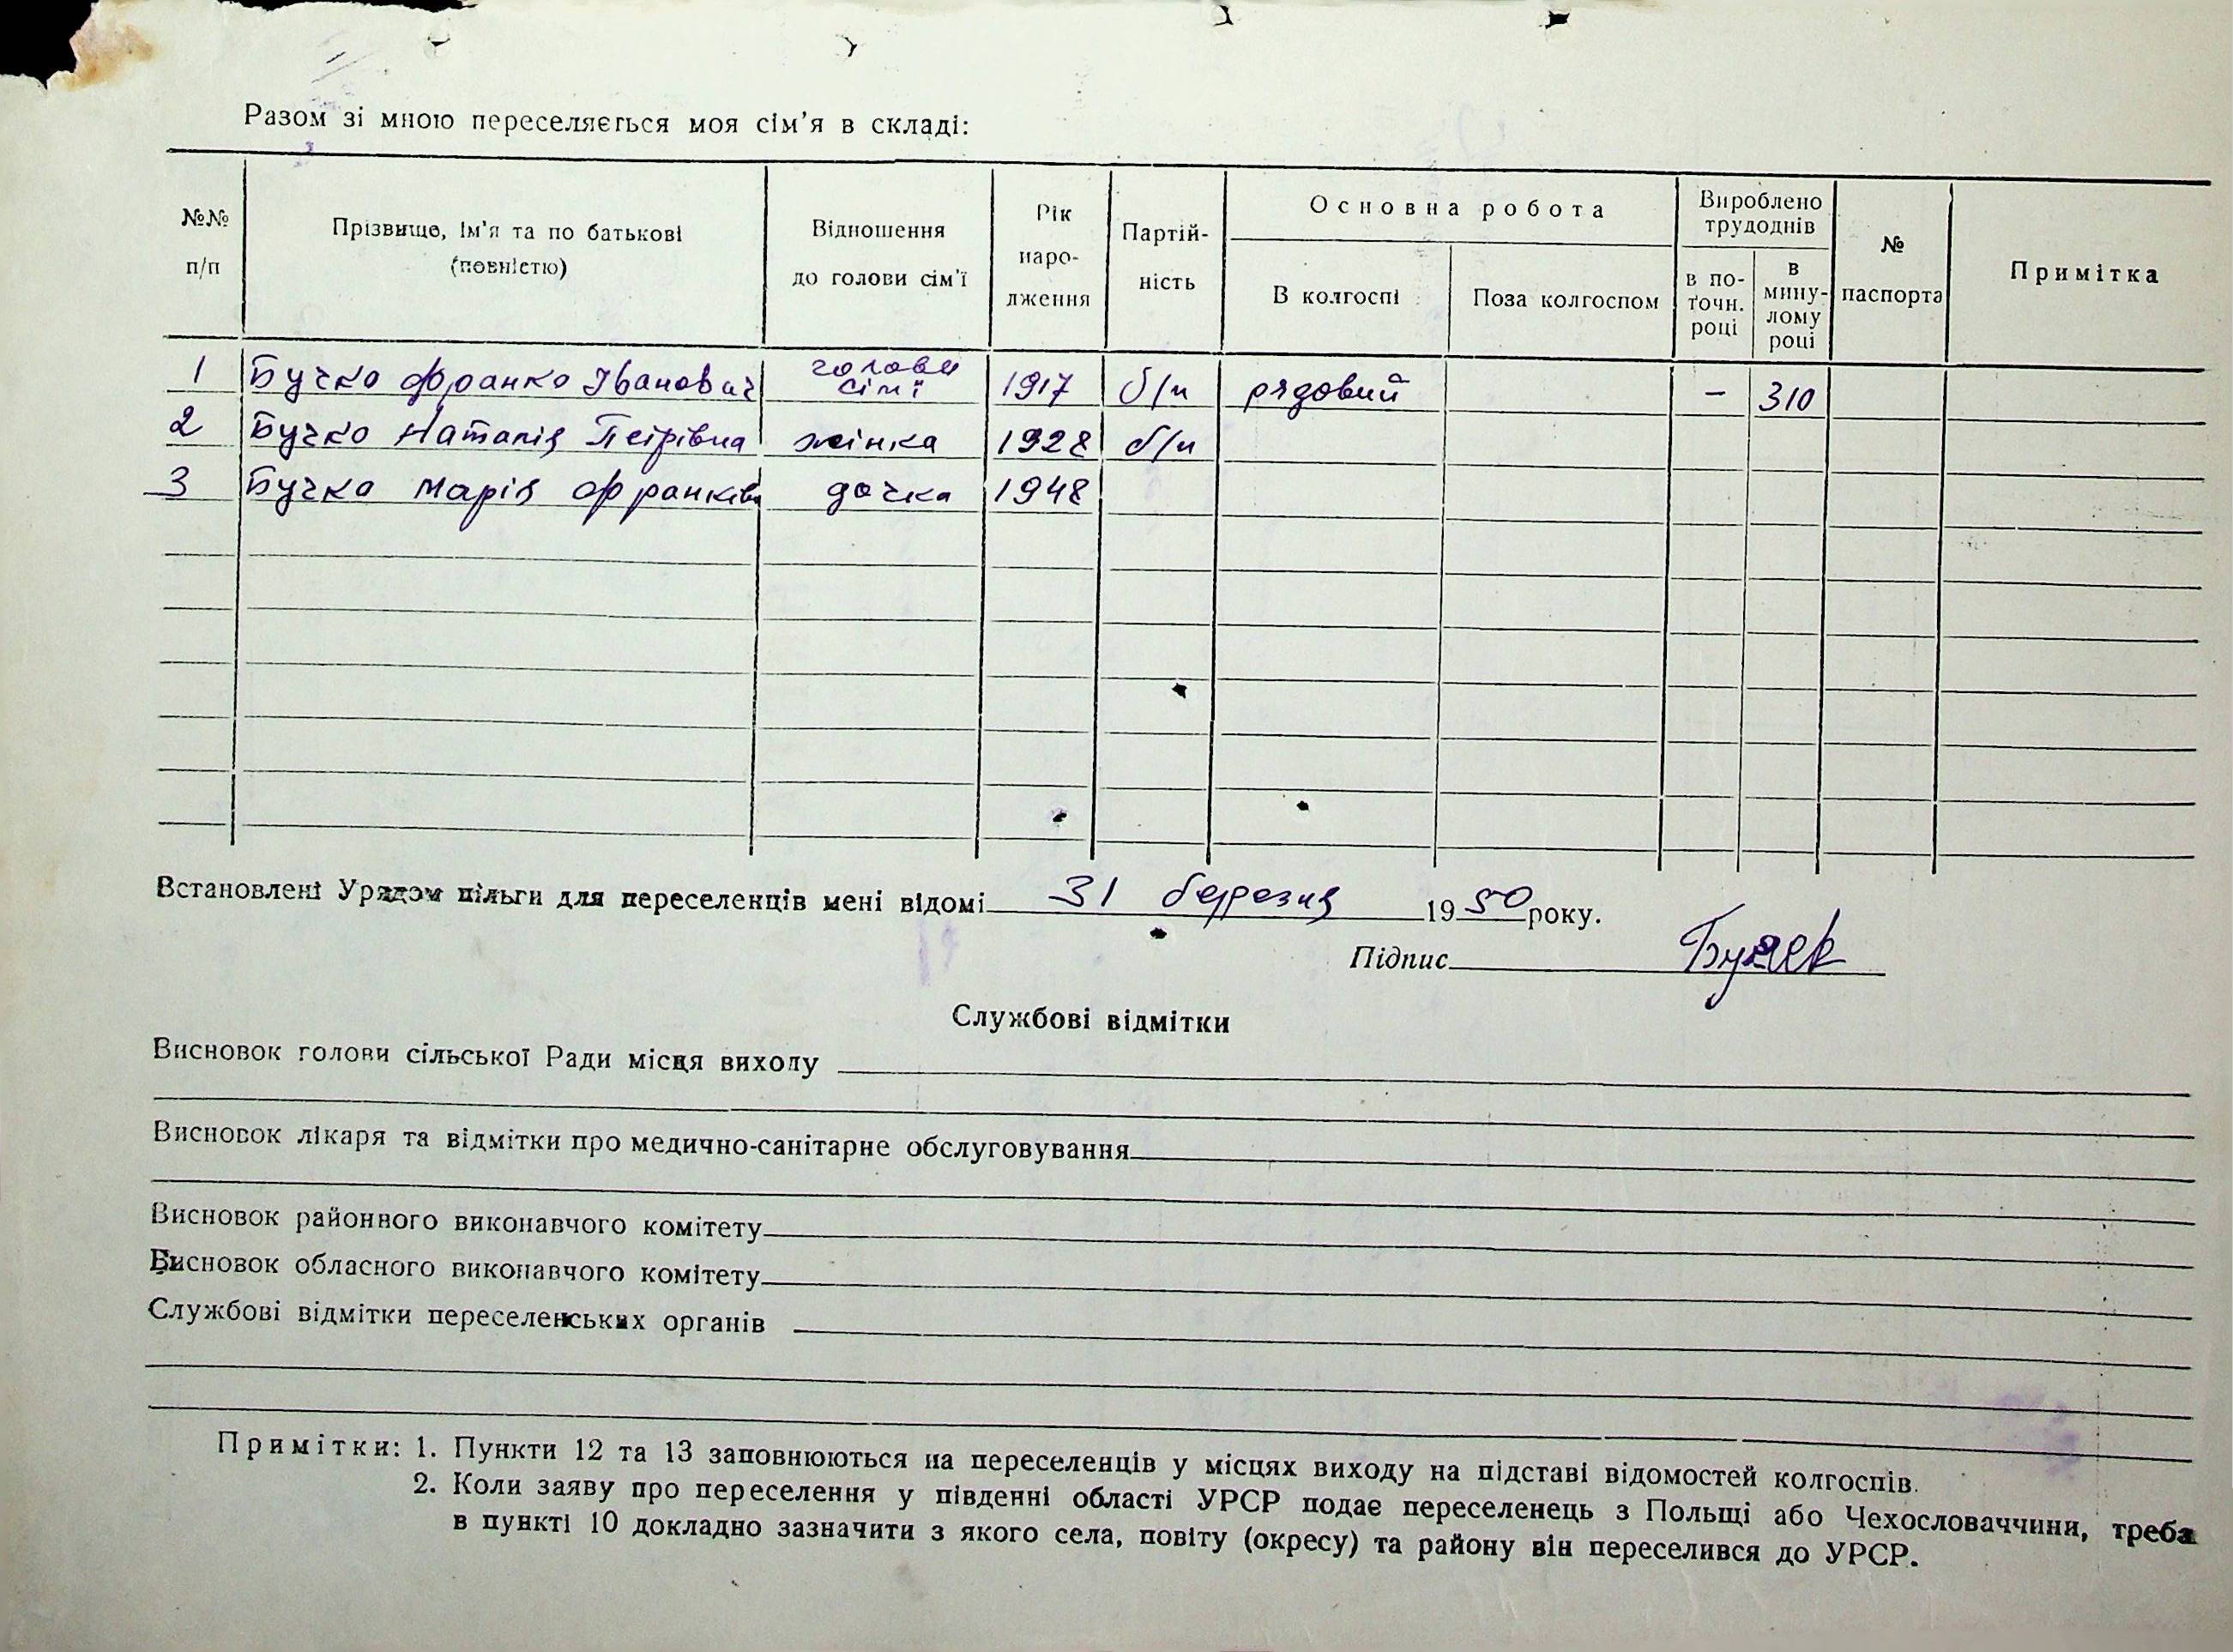 Разом зі мною переселяється моя сім'я в складі:
№№ п/п
Прізвище, ім'я та по батькові (повністю)
Відношення до голови сім'ї
Рік народження
Партійність
Основна робота
В колгоспі
Поза колгоспом
Вироблено трудоднів
в поточн. році
в минулому році
№ паспорта
Примітка
1 Бучко Франко Іванович голова сім'ї 1917 б/п рядовий – 310
2 Бучко Наталія Петрівна жінка 1928 б/п
3 Бучко Марія Франківн дочка 1948
Встановлені Урядом пільги для переселенців мені відомі 31 березня 1950 року.
Підпис
Службові відмітки
Висновок голови сільської Ради місця виходу
Висновок лікаря та відмітки про медично-санітарне обслуговування
Висновок районного виконавчого комітету
Висновок обласного виконавчого комітету
Службові відмітки переселенських органів
Примітки: 1. Пункти 12 та 13 заповнюються на переселенців у місцях виходу на підставі відомостей колгоспів.
2. Коли заяву про переселення у південні області УРСР подає переселенець з Польщі або Чехословаччини, треба
в пункті 10 докладно зазначити з якого села, повіту (окресу) та району він переселився до УРСР.